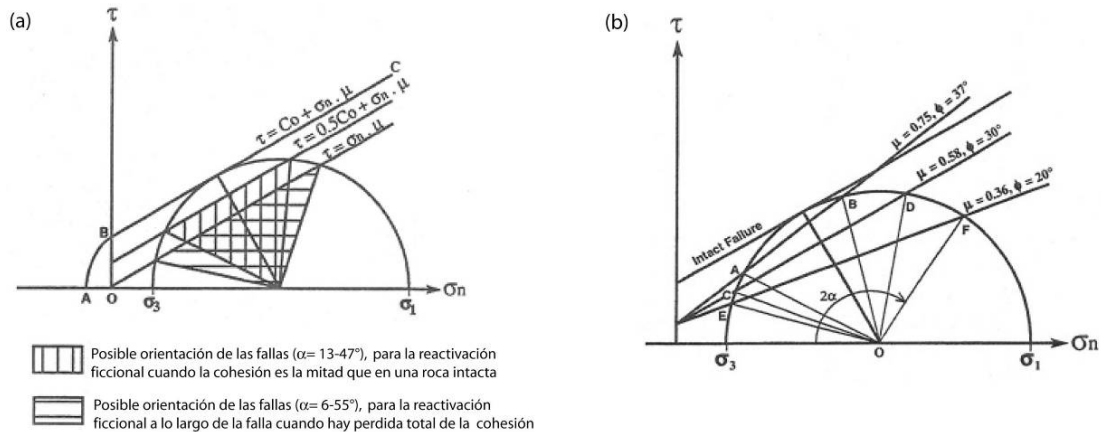 (a)
τ
C
τ = Co + σn . μ
τ = 0.5Co + σn . μ
τ = σn . μ
B
A
O
σ3
σ1
σn
Posible orientación de las fallas (α= 13-47°), para la reactivación
ficcional cuando la cohesión es la mitad que en una roca intacta
Posible orientación de las fallas (α= 6-55°), para la reactivación
ficcional a lo largo de la falla cuando hay perdida total de la cohesión
(b)
τ
μ = 0.75, ϕ = 37°
μ = 0.58, ϕ = 30°
μ = 0.36, ϕ = 20°
Intact Failure
B
D
F
A
C
E
2α
σ3
O
σ1
σn